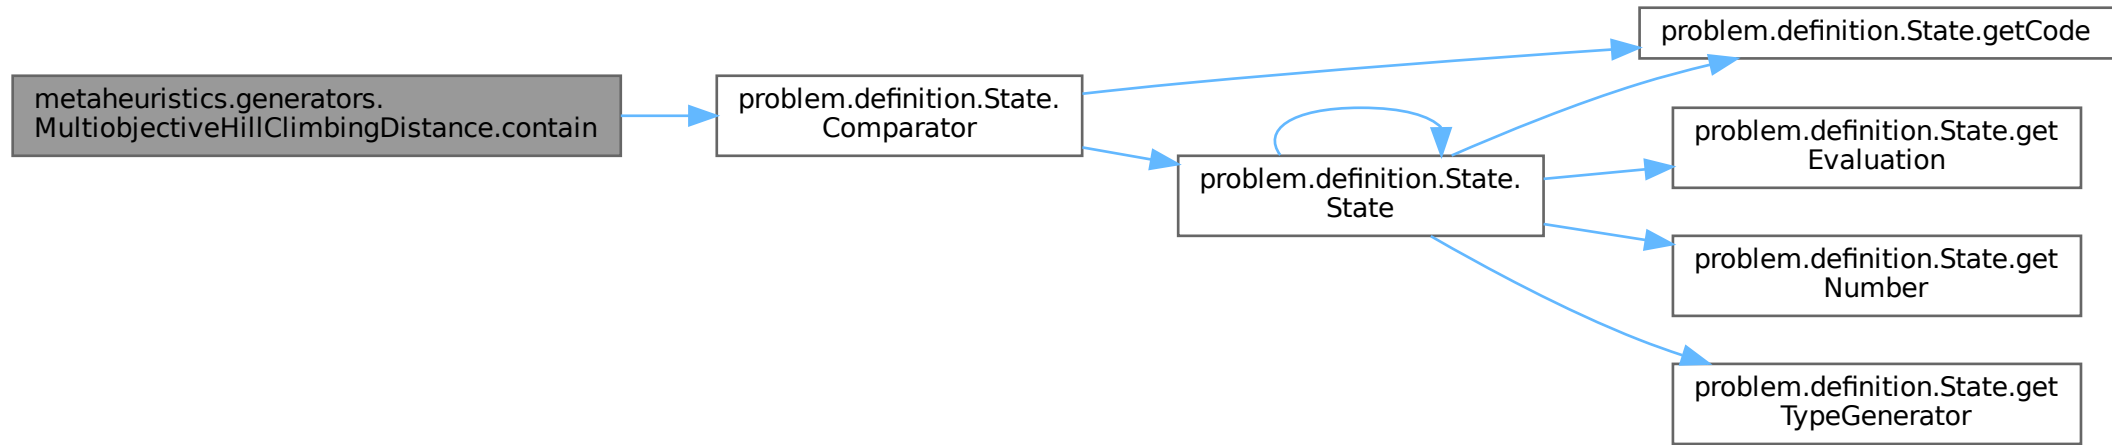 metaheuristics.generators.
MultiobjectiveHillClimbingDistance.contain
problem.definition.State.
Comparator
problem.definition.State.getCode
problem.definition.State.
State
problem.definition.State.get
Evaluation
problem.definition.State.get
Number
problem.definition.State.get
TypeGenerator